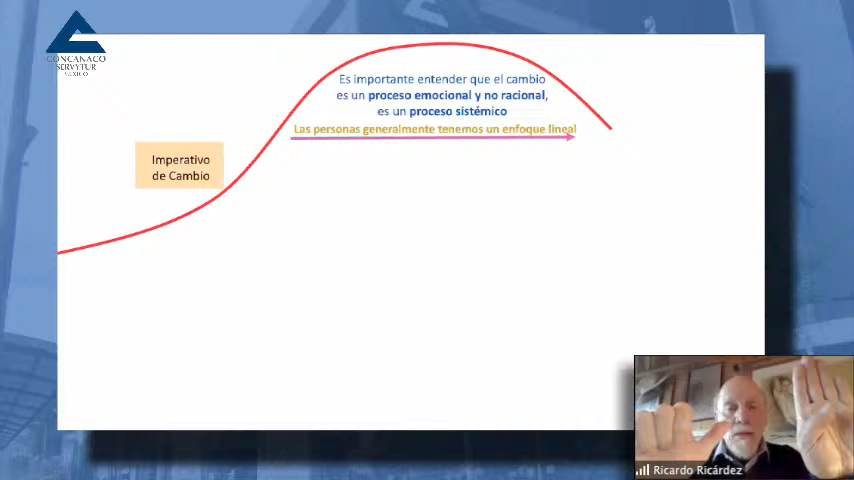 CONCANACO
SERVYTUR
MÉXICO
Es importante entender que el cambio
es un proceso emocional y no racional,
es un proceso sistémico
Las personas generalmente tenemos un enfoque lineal
Imperativo
de Cambio
Ricardo Ricárdez